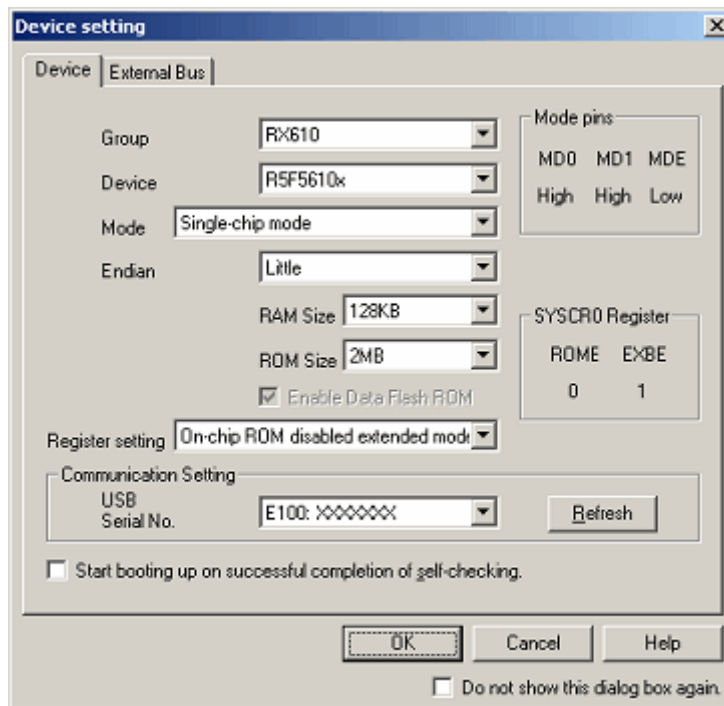 Device setting
Device External Bus
Group RX610
Device R5F5610x
Mode Single-chip mode
Endian Little
RAM Size 128KB
ROM Size 2MB
Enable Data Flash ROM
Register setting On-chip ROM disabled extended mode
Mode pins
MD0 MD1 MDE
High High Low
SYSCR0 Register
ROME EXBE
0 1
Communication Setting
USB
Serial No. E100: XXXXXXX
Refresh
Start booting up on successful completion of self-checking.
OK Cancel Help
Do not show this dialog box again.